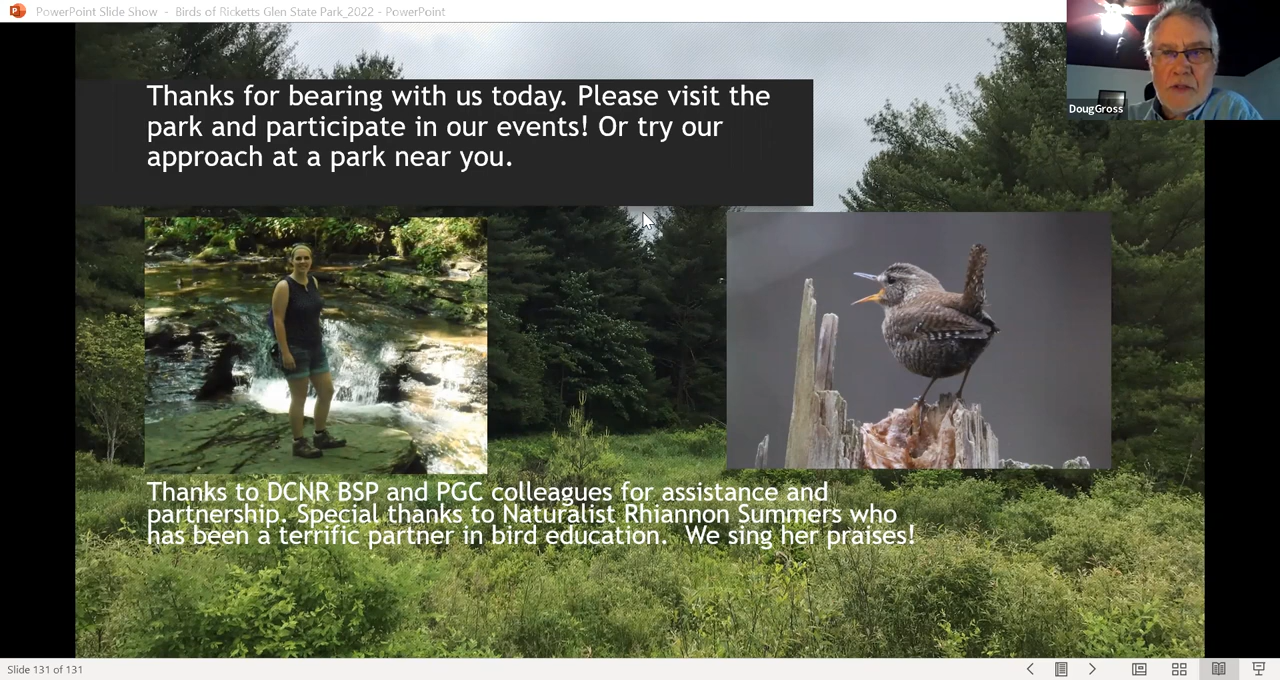 PowerPoint Slide Show - Birds of Ricketts Glen State Park_2022 - PowerPoint
DougGross
Thanks for bearing with us today. Please visit the
park and participate in our events! Or try our
approach at a park near you.
Thanks to DCNR BSP and PGC colleagues for assistance and
partnership. Special thanks to Naturalist Rhiannon Summers who
has been a terrific partner in bird education. We sing her praises!
Slide 131 of 131